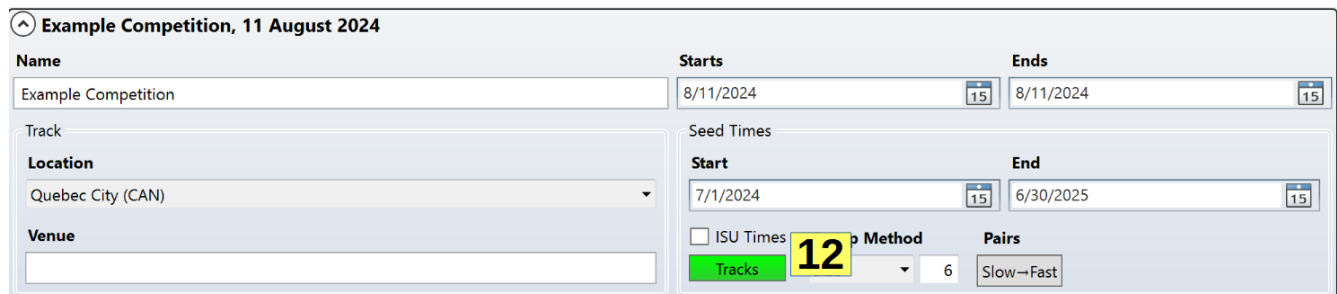 Example Competition, 11 August 2024
Name
Starts
Ends
Example Competition
8/11/2024
15
8/11/2024
15
Track
Seed Times
Location
Start
End
Quebec City (CAN)
7/1/2024
15
6/30/2025
15
Venue
ISU Times
12
Method
Pairs
Tracks
6
Slow→Fast